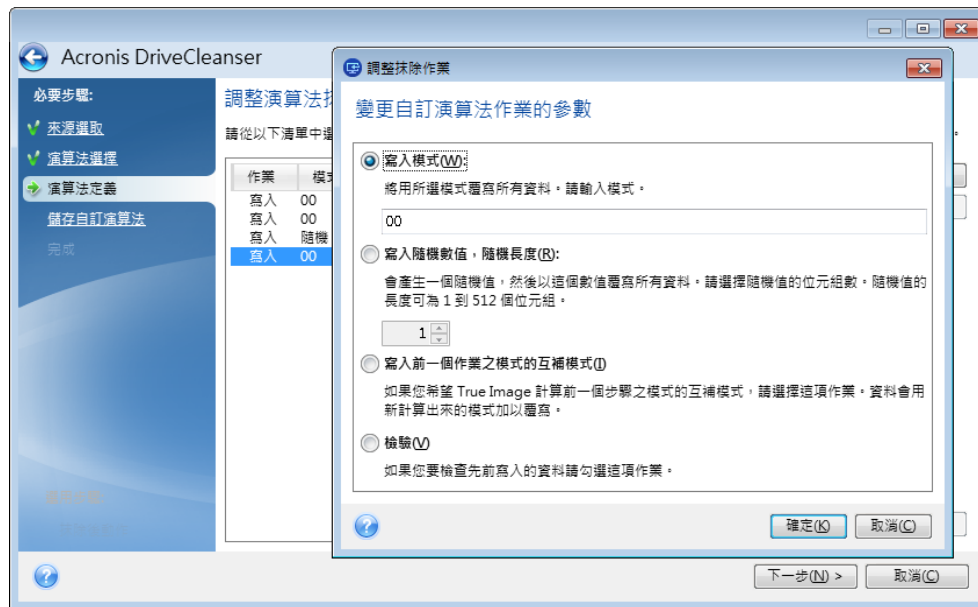 Acronis DriveCleanser
必要步驟:
來源選取
演算法選擇
演算法定義
儲存自訂演算法
完成
調整演算法
請從以下清單中
作業
寫入 00
寫入 00
寫入 隨機
寫入 00
調整抹除作業
變更自訂演算法作業的參數
寫入模式(W):
將用所選模式覆寫所有資料。請輸入模式。
00
寫入隨機數值，隨機長度(R):
會產生一個隨機值，然後以這個數值覆寫所有資料。請選擇隨機值的位元組數。隨機值的
長度可為 1 到 512 個位元組。
1
寫入前一個作業之模式的互補模式(I)
如果您希望 True Image 計算前一個步驟之模式的互補模式，請選擇這項作業。資料會用
新計算出來的模式加以覆寫。
檢驗(V)
如果您要檢查先前寫入的資料請勾選這項作業。
確定(K)
取消(C)
下一步(N) >
取消(C)